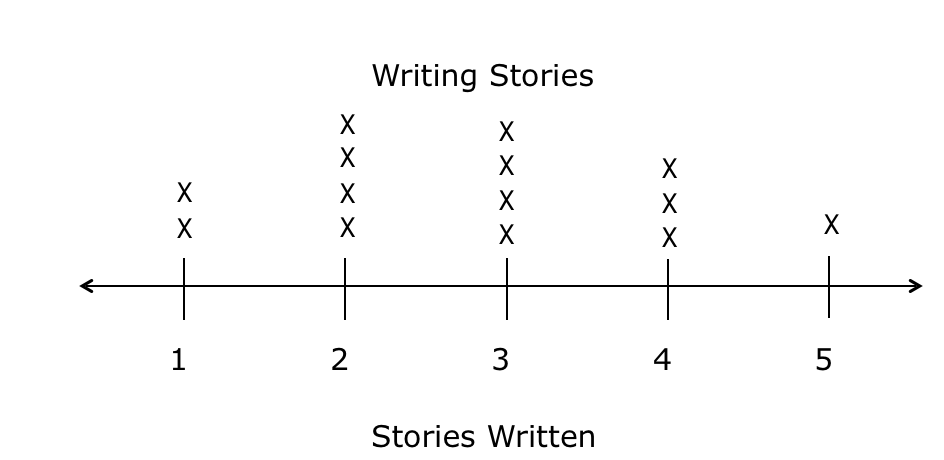 Writing Stories
X X
X X
X X X X
X X X X X
1 2 3 4 5
Stories Written